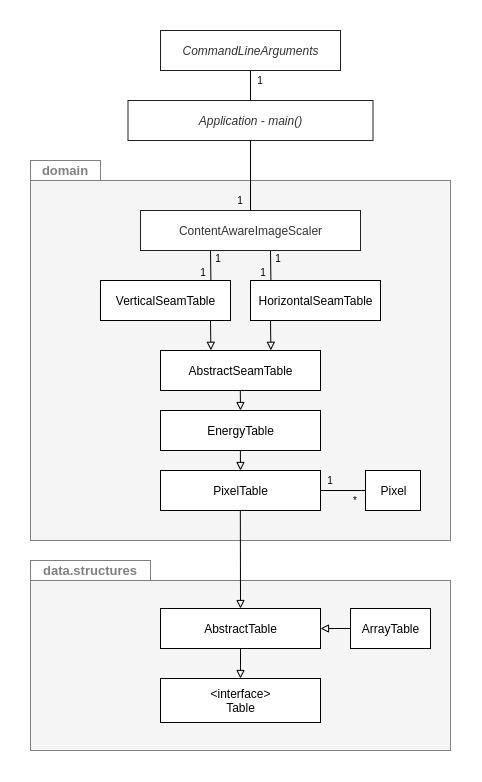 CommandLineArguments
1
Application - main()
domain
1
ContentAwareImageScaler
1
1
1
1
VerticalSeamTable
HorizontalSeamTable
AbstractSeamTable
EnergyTable
PixelTable
1
*
Pixel
data.structures
AbstractTable
ArrayTable
<interface>
Table